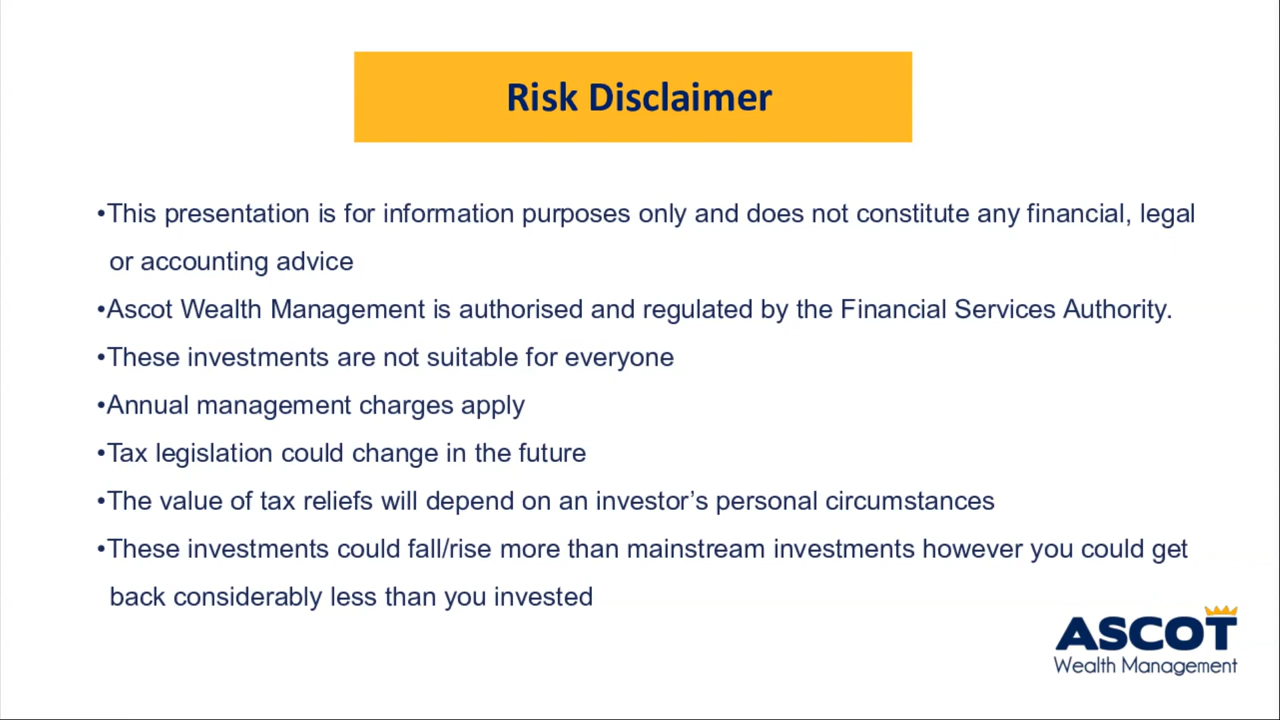 Risk Disclaimer
•This presentation is for information purposes only and does not constitute any financial, legal
or accounting advice
•Ascot Wealth Management is authorised and regulated by the Financial Services Authority.
•These investments are not suitable for everyone
•Annual management charges apply
•Tax legislation could change in the future
•The value of tax reliefs will depend on an investor’s personal circumstances
•These investments could fall/rise more than mainstream investments however you could get
back considerably less than you invested
ASCOT
Wealth Management